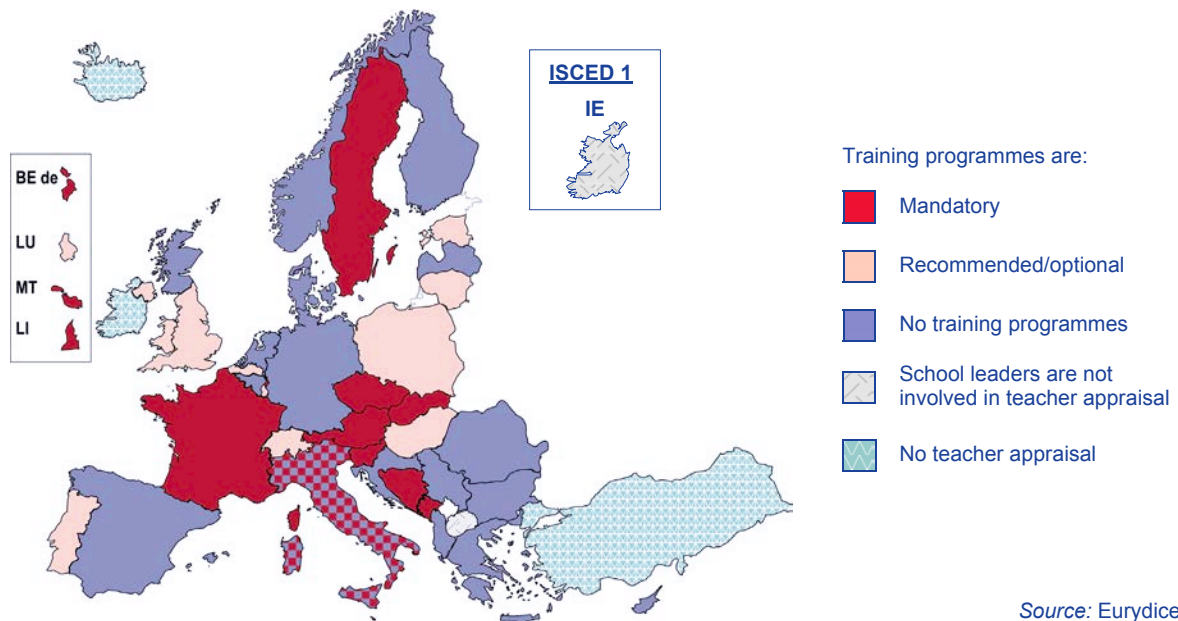 ISCED 1
IE
BE de
LU
MT
LI
Training programmes are:
Mandatory
Recommended/optional
No training programmes
School leaders are not
involved in teacher appraisal
No teacher appraisal
Source: Eurydice